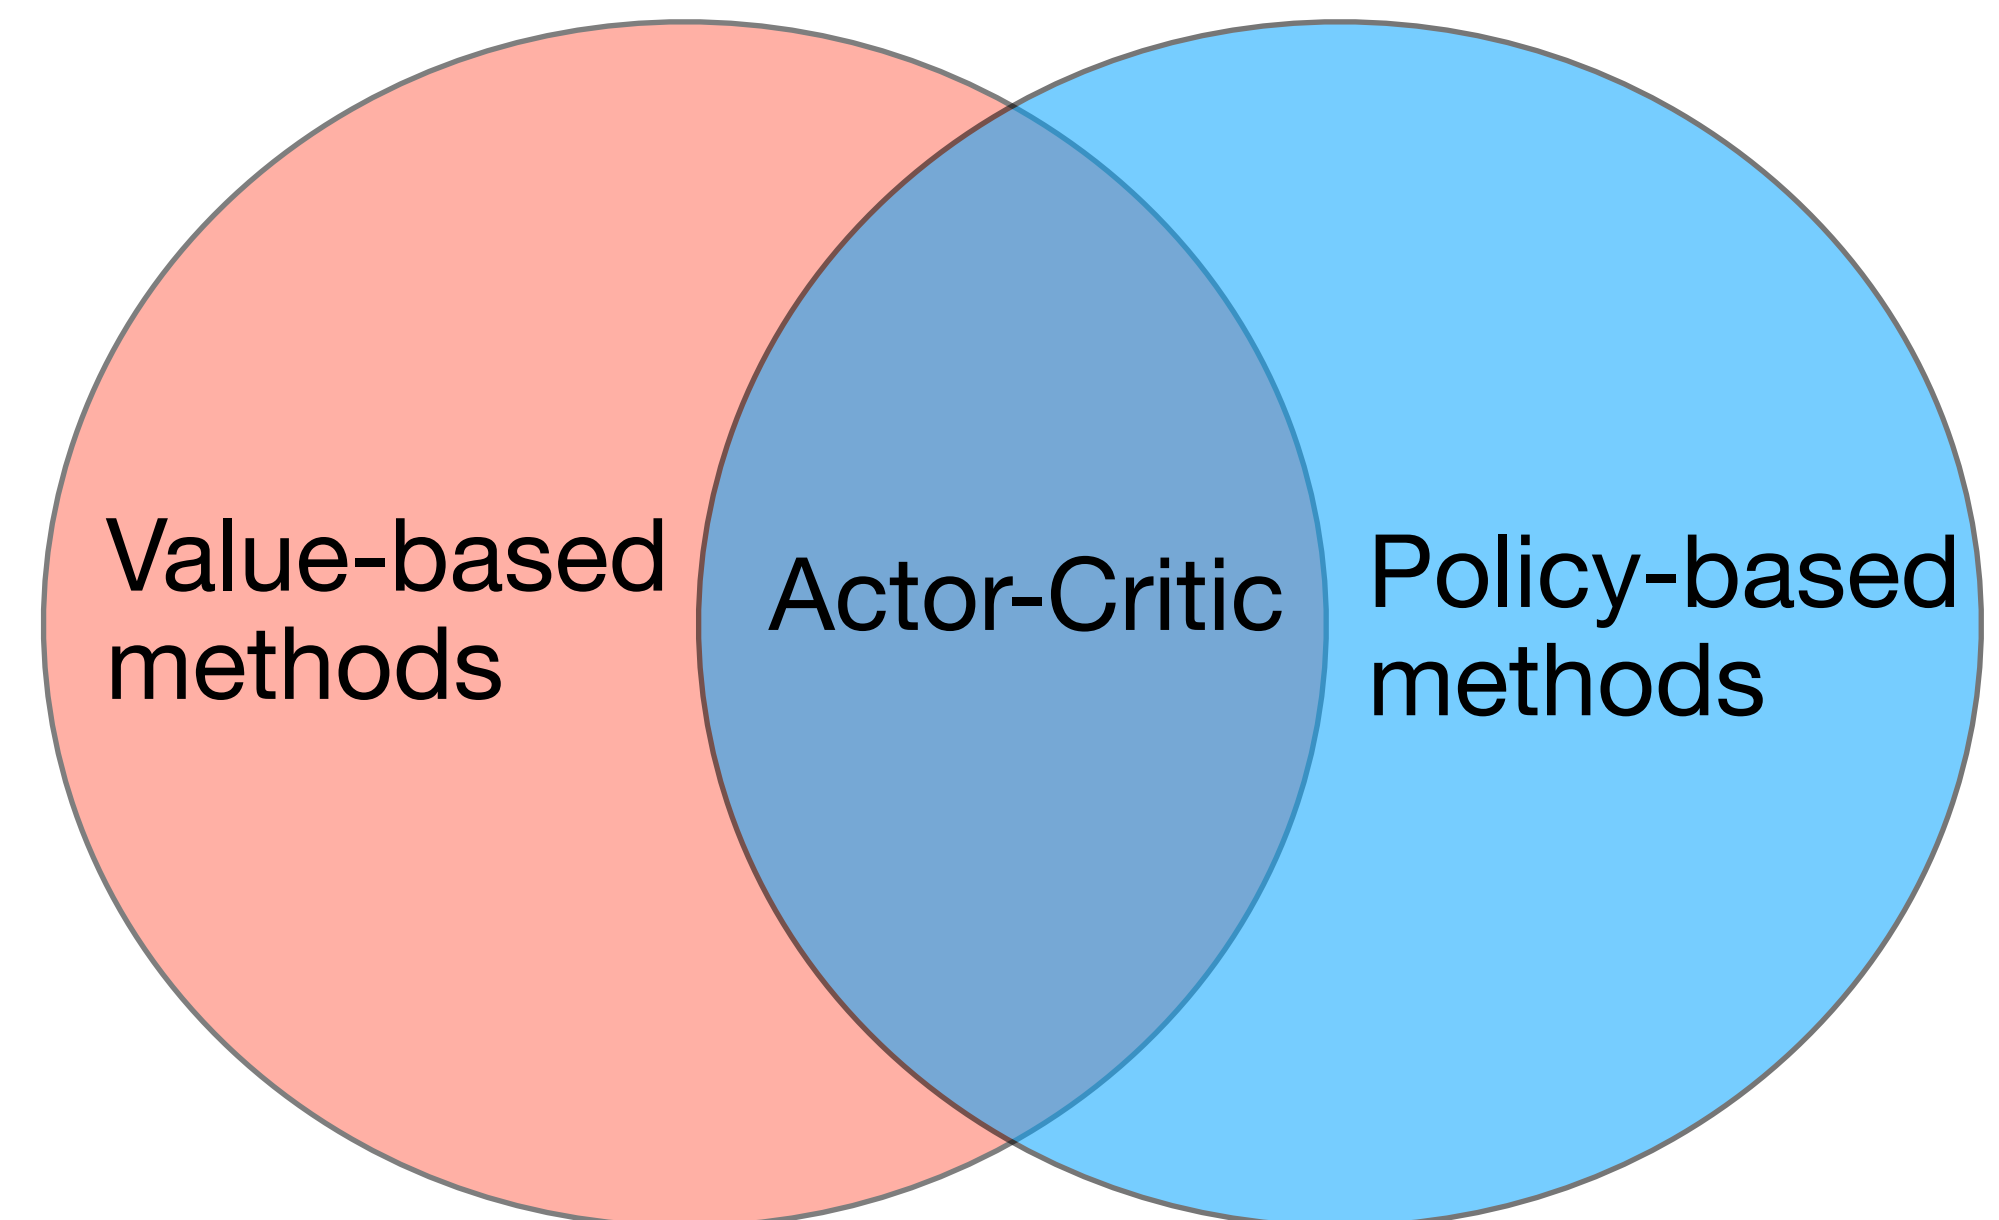 Value-based
methods
Actor-Critic
Policy-based
methods